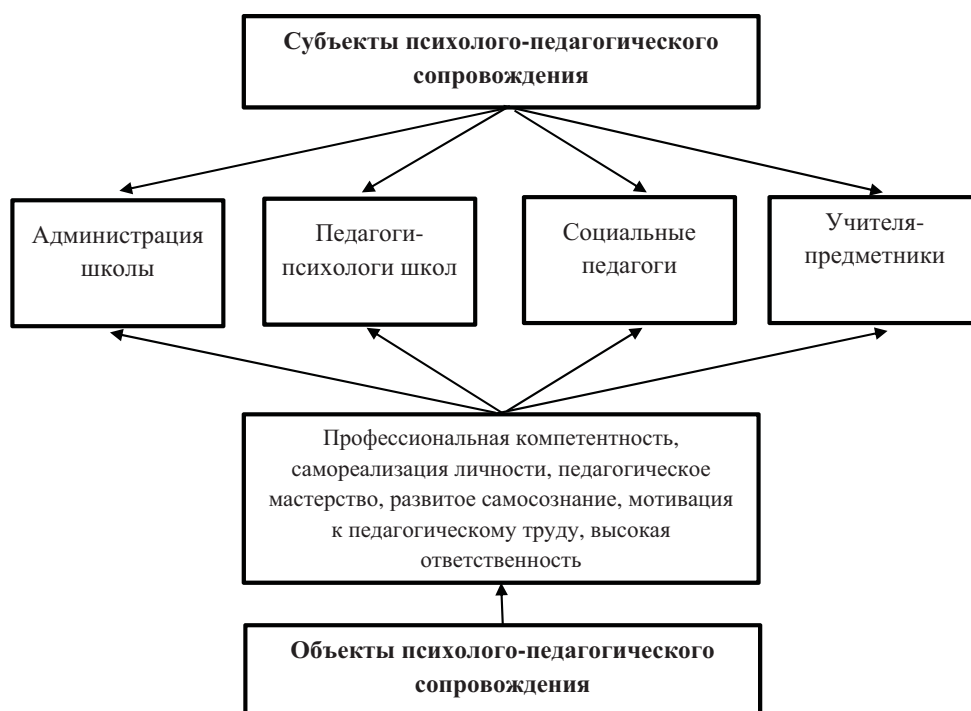 Субъекты психолого-педагогического
сопровождения
Администрация
школы
Педагоги-
психологи школ
Социальные
педагоги
Учителя-
предметники
Профессиональная компетентность,
самореализация личности, педагогическое
мастерство, развитое самосознание, мотивация
к педагогическому труду, высокая
ответственность
Объекты психолого-педагогического
сопровождения